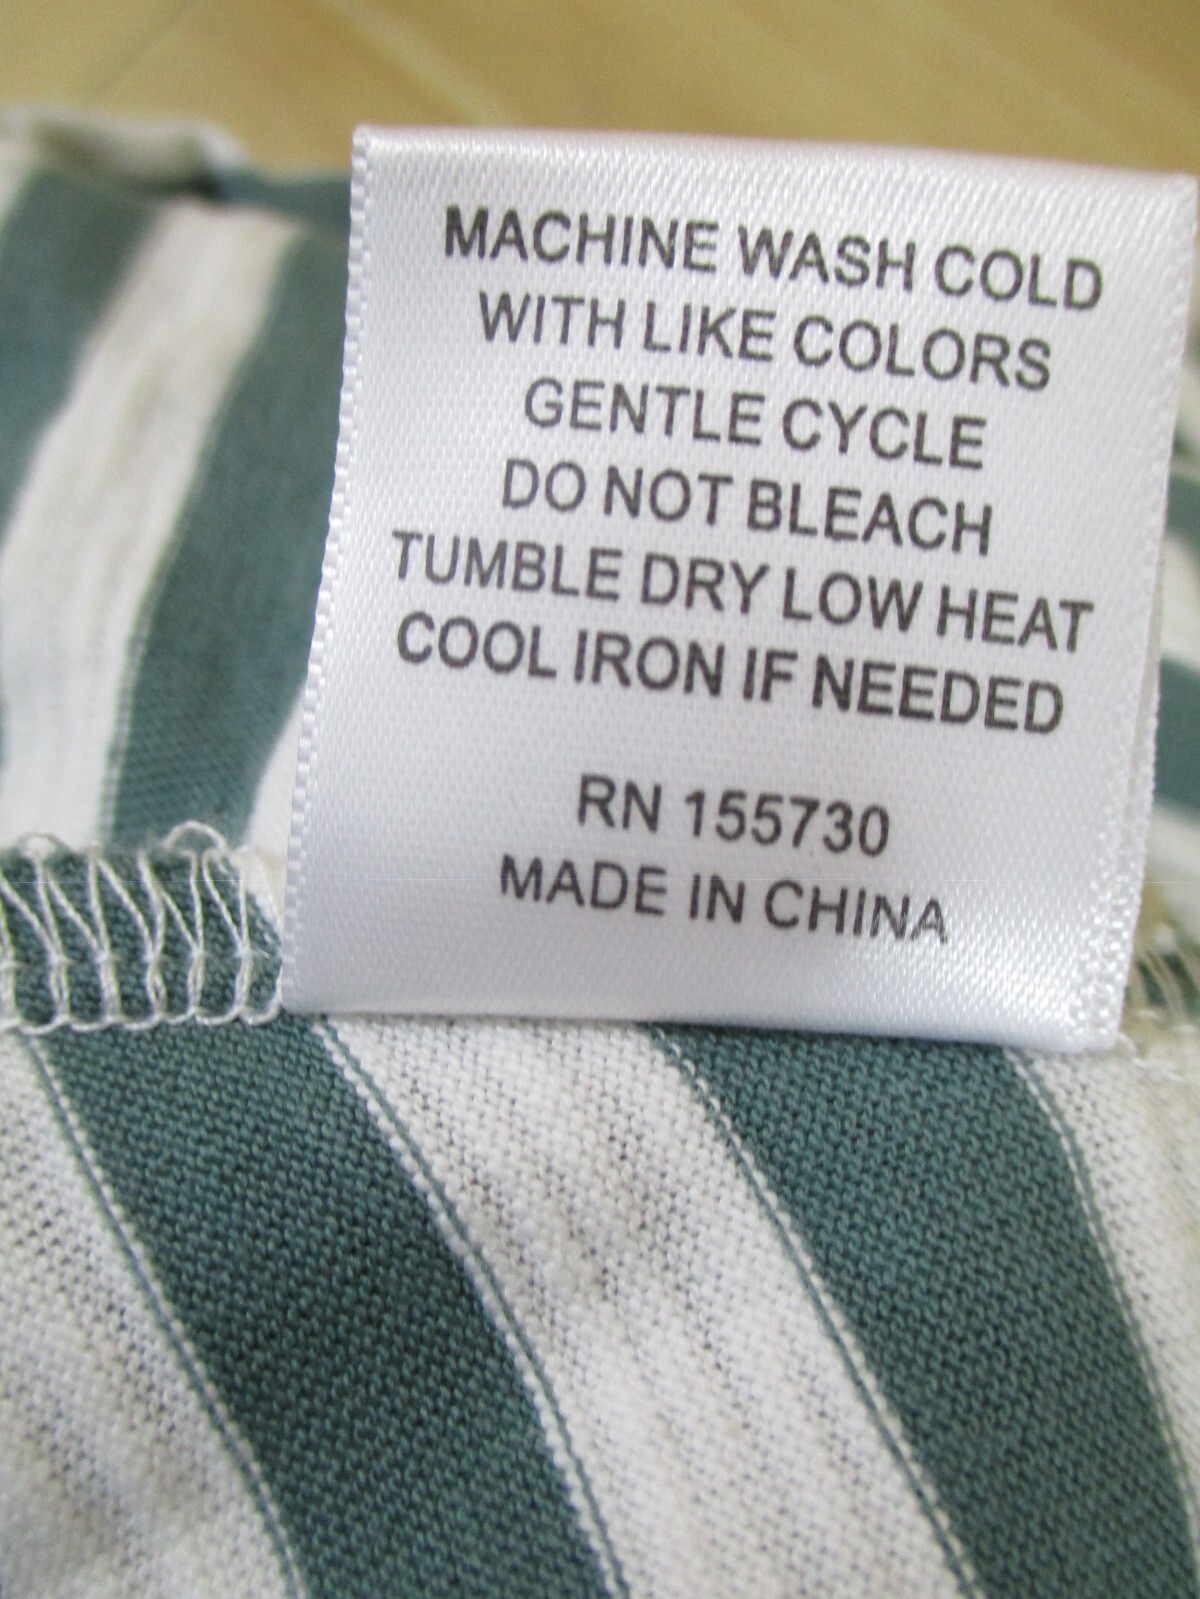 MACHINE WASH COLD
WITH LIKE COLORS
GENTLE CYCLE
DO NOT BLEACH
TUMBLE DRY LOW HEAT
COOL IRON IF NEEDED
RN 155730
MADE IN CHINA